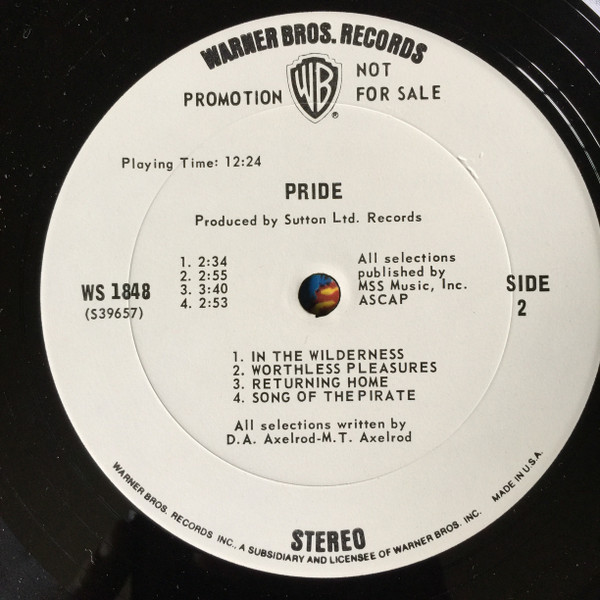 WARNER BROS. RECORDS
WB
®
PROMOTION
NOT
FOR SALE
Playing Time: 12:24
PRIDE
Produced by Sutton Ltd. Records
1. 2:34
2. 2:55
3. 3:40
4. 2:53
All selections
published by
MSS Music, Inc.
ASCAP
WS 1848
(S39657)
SIDE
2
1. IN THE WILDERNESS
2. WORTHLESS PLEASURES
3. RETURNING HOME
4. SONG OF THE PIRATE
All selections written by
D.A. Axelrod-M.T. Axelrod
STEREO
WARNER BROS. RECORDS INC., A SUBSIDIARY AND LICENSEE OF WARNER BROS. INC. MADE IN U.S.A.